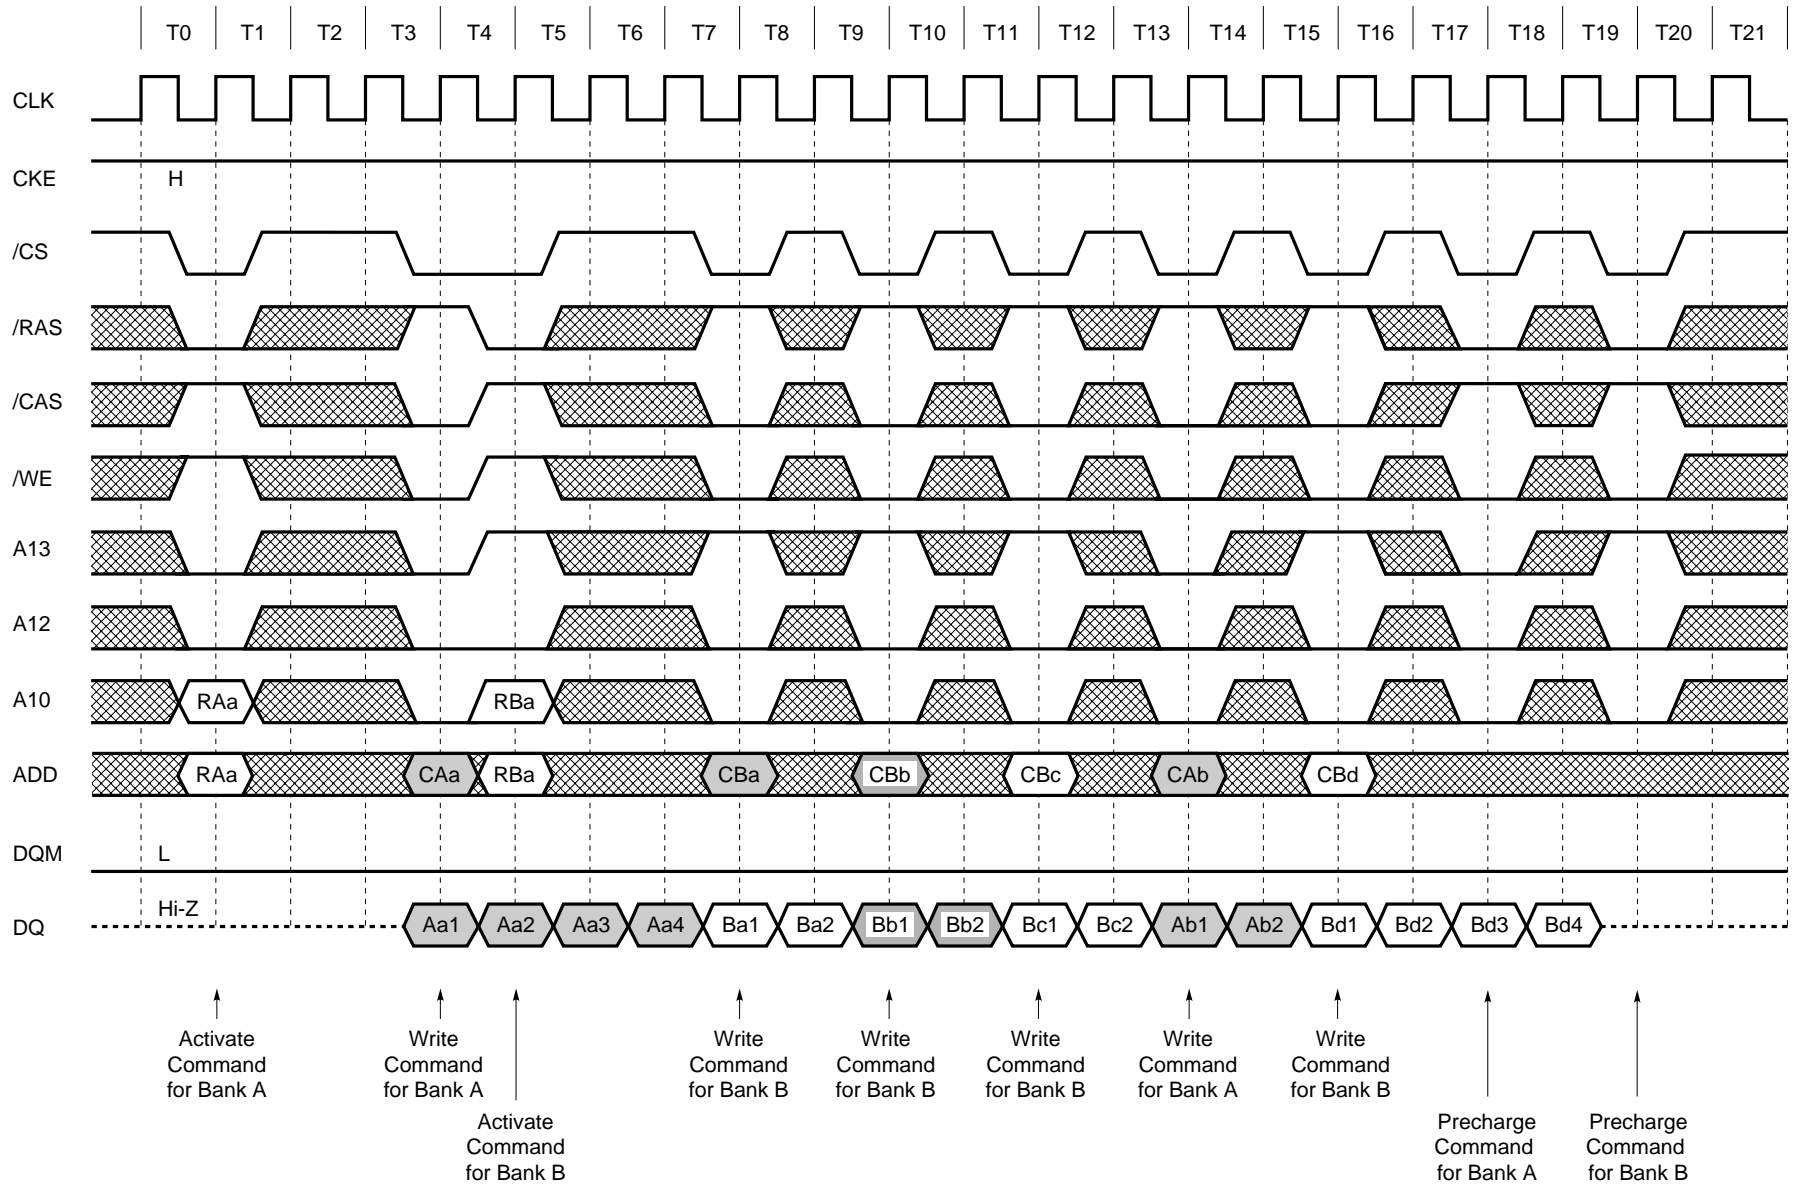 T0 T1 T2 T3 T4 T5 T6 T7 T8 T9 T10 T11 T12 T13 T14 T15 T16 T17 T18 T19 T20 T21
CLK
CKE H
/CS
/RAS
/CAS
/WE
A13
A12
A10 RAa RBa
ADD RAa CAa RBa CBa CBb CBc CAb CBd
DQM L
Hi-Z
DQ Aa1 Aa2 Aa3 Aa4 Ba1 Ba2 Bb1 Bb2 Bc1 Bc2 Ab1 Ab2 Bd1 Bd2 Bd3 Bd4
Activate
Command
for Bank A
Write
Command
for Bank A
Activate
Command
for Bank B
Write
Command
for Bank B
Write
Command
for Bank B
Write
Command
for Bank B
Write
Command
for Bank A
Write
Command
for Bank B
Precharge
Command
for Bank A
Precharge
Command
for Bank B